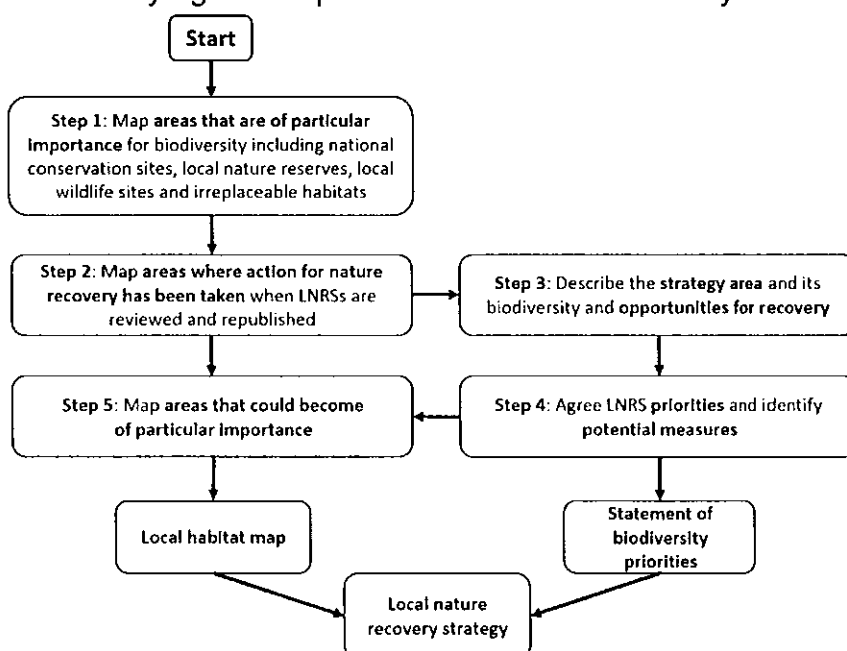 Start
Step 1: Map areas that are of particular
importance for biodiversity including national
conservation sites, local nature reserves, local
wildlife sites and irreplaceable habitats
Step 2: Map areas where action for nature
recovery has been taken when LNRSs are
reviewed and republished
Step 3: Describe the strategy area and its
biodiversity and opportunities for recovery
Step 5: Map areas that could become
of particular importance
Step 4: Agree LNRS priorities and identify
potential measures
Local habitat map
Statement of
biodiversity
priorities
Local nature
recovery strategy